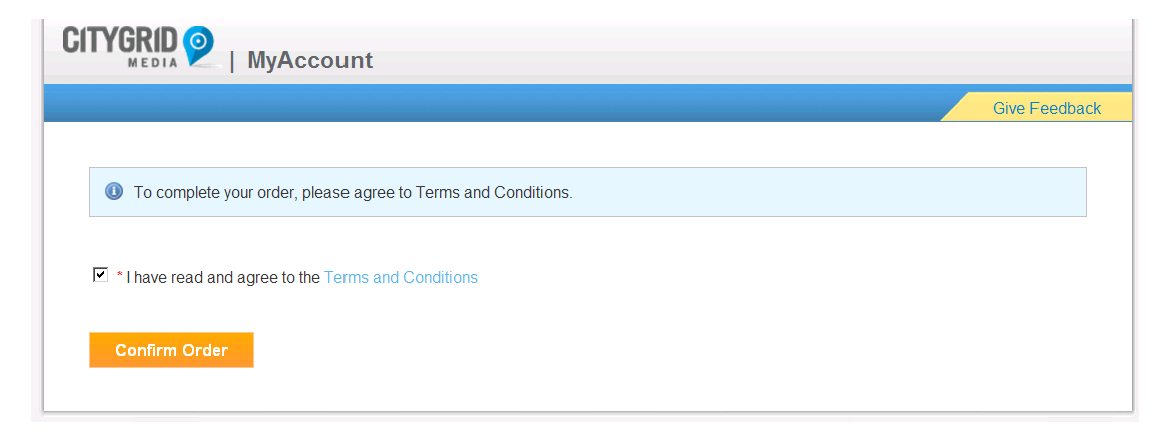 CITYGRID
MEDIA | MyAccount
Give Feedback
To complete your order, please agree to Terms and Conditions.
* I have read and agree to the Terms and Conditions
Confirm Order